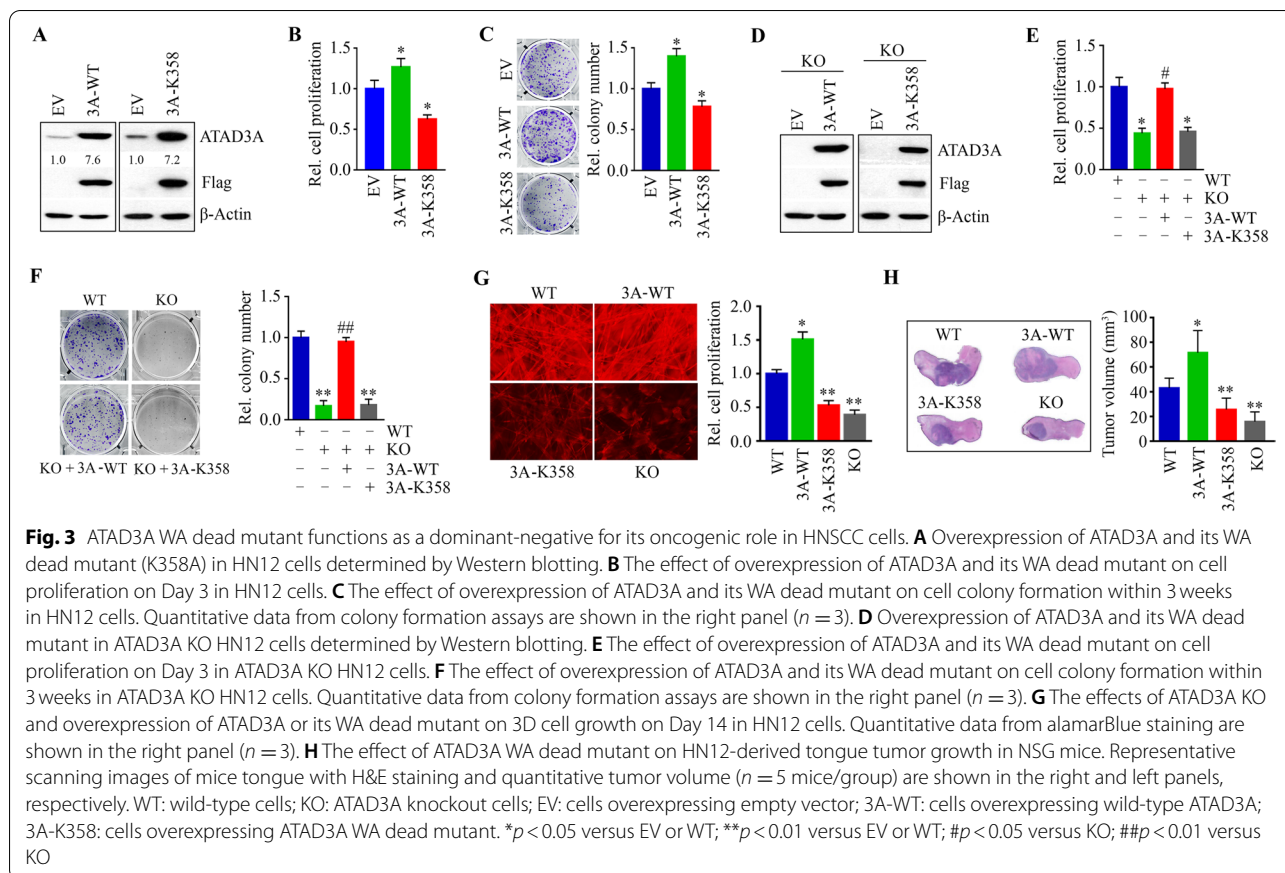 A
EV
3A-WT
EV
3A-K358
ATAD3A
1.0 7.6 1.0 7.2
Flag
β-Actin
B
Rel. cell proliferation
1.5
1.0
0.5
0.0
*
*
EV
3A-WT
3A-K358
C
EV
3A-WT
3A-K358
Rel. colony number
1.5
1.0
0.5
0.0
*
*
EV
3A-WT
3A-K358
D
KO KO
EV
3A-WT
EV
3A-K358
ATAD3A
Flag
β-Actin
E
Rel. cell proliferation
1.5
1.0
0.5
0.0
* # *
+ − − − WT
− + + + KO
− − + − 3A-WT
− − − + 3A-K358
F
WT KO
KO + 3A-WT KO + 3A-K358
Rel. colony number
1.5
1.0
0.5
0.0
** ## **
+ − − − WT
− + + + KO
− − + − 3A-WT
− − − + 3A-K358
G
WT 3A-WT
3A-K358 KO
Rel. cell proliferation
2.0
1.5
1.0
0.5
0.0
* ** **
WT
3A-WT
3A-K358
KO
H
WT 3A-WT
3A-K358 KO
Tumor volume (mm³)
100
80
60
40
20
0
* ** **
WT
3A-WT
3A-K358
KO
Fig. 3 ATAD3A WA dead mutant functions as a dominant-negative for its oncogenic role in HNSCC cells. A Overexpression of ATAD3A and its WA
dead mutant (K358A) in HN12 cells determined by Western blotting. B The effect of overexpression of ATAD3A and its WA dead mutant on cell
proliferation on Day 3 in HN12 cells. C The effect of overexpression of ATAD3A and its WA dead mutant on cell colony formation within 3 weeks
in HN12 cells. Quantitative data from colony formation assays are shown in the right panel (n = 3). D Overexpression of ATAD3A and its WA dead
mutant in ATAD3A KO HN12 cells determined by Western blotting. E The effect of overexpression of ATAD3A and its WA dead mutant on cell
proliferation on Day 3 in ATAD3A KO HN12 cells. F The effect of overexpression of ATAD3A and its WA dead mutant on cell colony formation within
3 weeks in ATAD3A KO HN12 cells. Quantitative data from colony formation assays are shown in the right panel (n = 3). G The effects of ATAD3A KO
and overexpression of ATAD3A or its WA dead mutant on 3D cell growth on Day 14 in HN12 cells. Quantitative data from alamarBlue staining are
shown in the right panel (n = 3). H The effect of ATAD3A WA dead mutant on HN12-derived tongue tumor growth in NSG mice. Representative
scanning images of mice tongue with H&E staining and quantitative tumor volume (n = 5 mice/group) are shown in the right and left panels,
respectively. WT: wild-type cells; KO: ATAD3A knockout cells; EV: cells overexpressing empty vector; 3A-WT: cells overexpressing wild-type ATAD3A;
3A-K358: cells overexpressing ATAD3A WA dead mutant. *p < 0.05 versus EV or WT; **p < 0.01 versus EV or WT; #p < 0.05 versus KO; ##p < 0.01 versus
KO